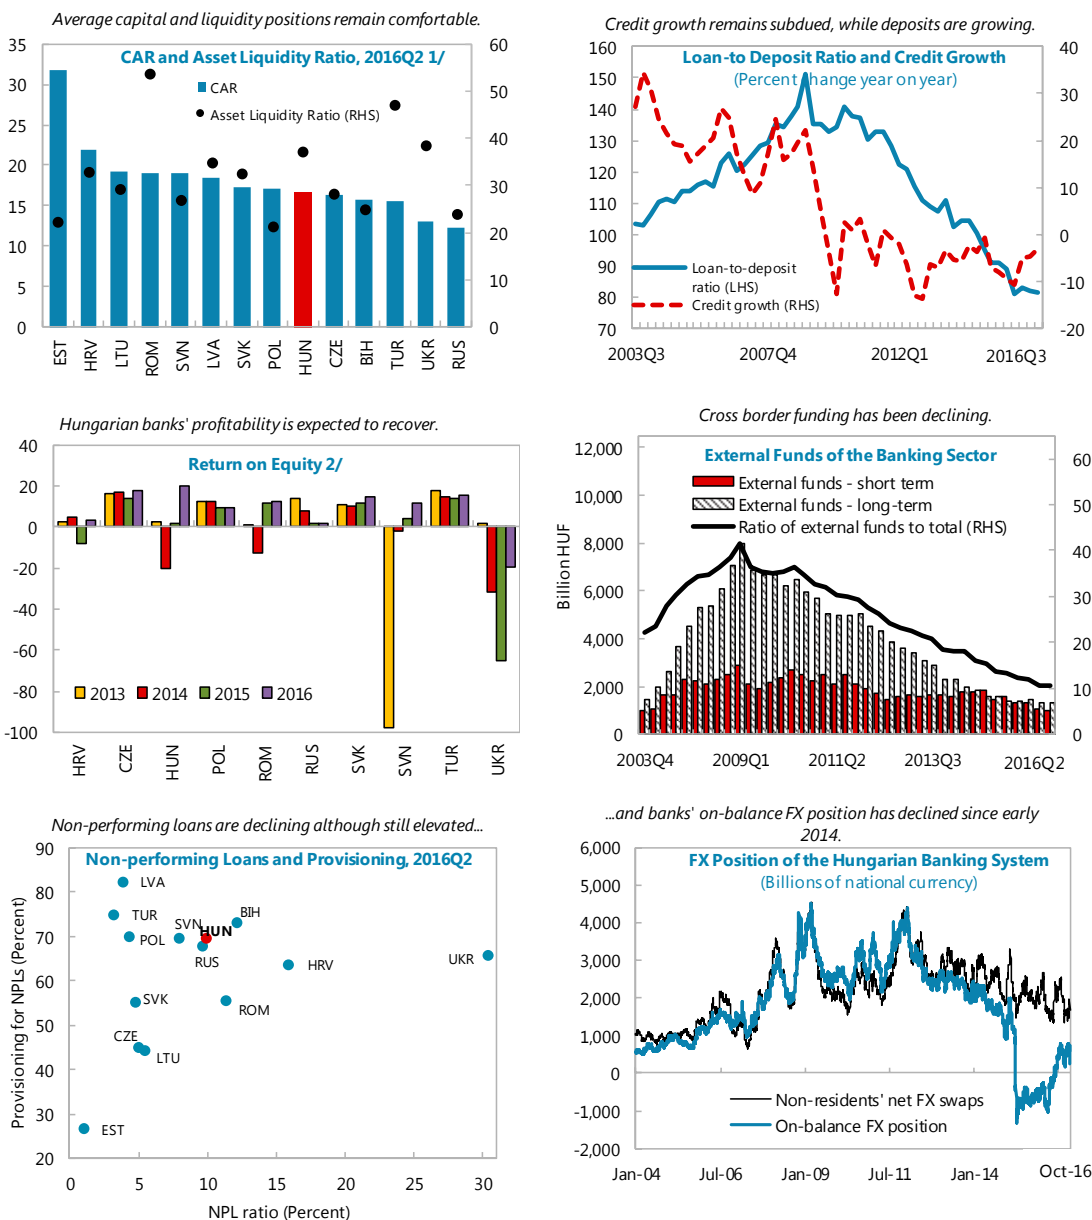 Average capital and liquidity positions remain comfortable.
CAR and Asset Liquidity Ratio, 2016Q2 1/
CAR
Asset Liquidity Ratio (RHS)
35
30
25
20
15
10
5
0
60
50
40
30
20
10
0
EST
HRV
LTU
ROM
SVN
LVA
SVK
POL
HUN
CZE
BIH
TUR
UKR
RUS
Credit growth remains subdued, while deposits are growing.
Loan-to Deposit Ratio and Credit Growth
(Percent change year on year)
160
150
140
130
120
110
100
90
80
70
40
30
20
10
0
-10
-20
Loan-to-deposit
ratio (LHS)
Credit growth (RHS)
2003Q3
2007Q4
2012Q1
2016Q3
Hungarian banks' profitability is expected to recover.
Return on Equity 2/
40
20
0
-20
-40
-60
-80
-100
2013
2014
2015
2016
HRV
CZE
HUN
POL
ROM
RUS
SVK
SVN
TUR
UKR
Cross border funding has been declining.
External Funds of the Banking Sector
External funds - short term
External funds - long-term
Ratio of external funds to total (RHS)
Billion HUF
12,000
10,000
8,000
6,000
4,000
2,000
0
60
50
40
30
20
10
0
2003Q4
2009Q1
2011Q2
2013Q3
2016Q2
Non-performing loans are declining although still elevated...
Non-performing Loans and Provisioning, 2016Q2
Provisioning for NPLs (Percent)
90
80
70
60
50
40
30
20
LVA
TUR
POL
SVN
HUN
BIH
RUS
HRV
UKR
SVK
ROM
CZE
LTU
EST
0
5
10
15
20
25
30
NPL ratio (Percent)
...and banks' on-balance FX position has declined since early
2014.
FX Position of the Hungarian Banking System
(Billions of national currency)
6,000
5,000
4,000
3,000
2,000
1,000
0
-1,000
-2,000
Non-residents' net FX swaps
On-balance FX position
Jan-04
Jul-06
Jan-09
Jul-11
Jan-14
Oct-16